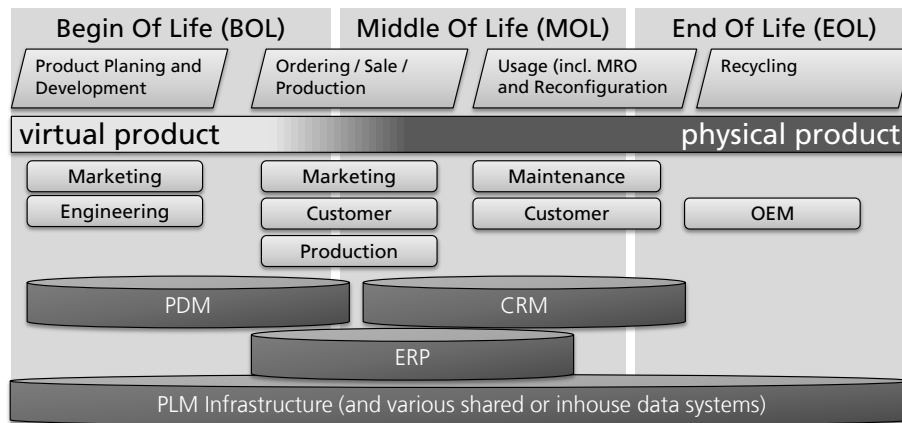 Begin Of Life (BOL)
Middle Of Life (MOL)
End Of Life (EOL)
Product Planing and
Development
Ordering / Sale /
Production
Usage (incl. MRO
and Reconfiguration
Recycling
virtual product
physical product
Marketing
Marketing
Maintenance
Engineering
Customer
Customer
OEM
Production
PDM
CRM
ERP
PLM Infrastructure (and various shared or inhouse data systems)